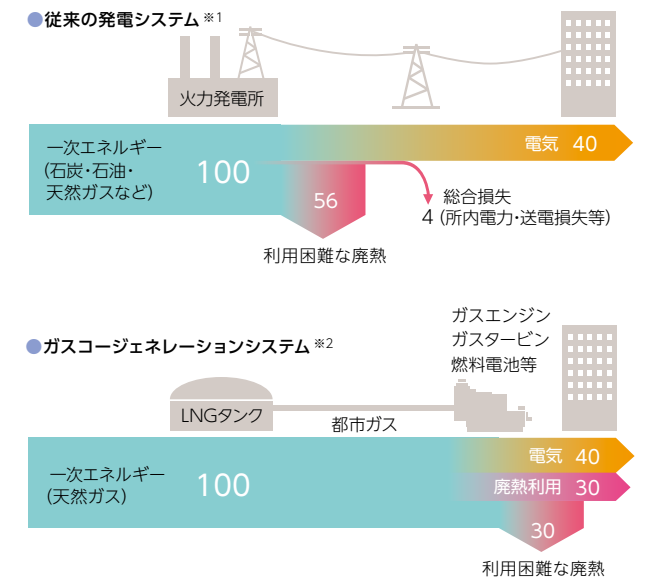 ●従来の発電システム※1
火力発電所
一次エネルギー
(石炭・石油・
天然ガスなど)
100
電気 40
56
総合損失
4 (所内電力・送電損失等)
利用困難な廃熱
●ガスコージェネレーションシステム※2
ガスエンジン
ガスタービン
燃料電池等
LNGタンク
都市ガス
一次エネルギー
(天然ガス)
100
電気 40
廃熱利用 30
30
利用困難な廃熱